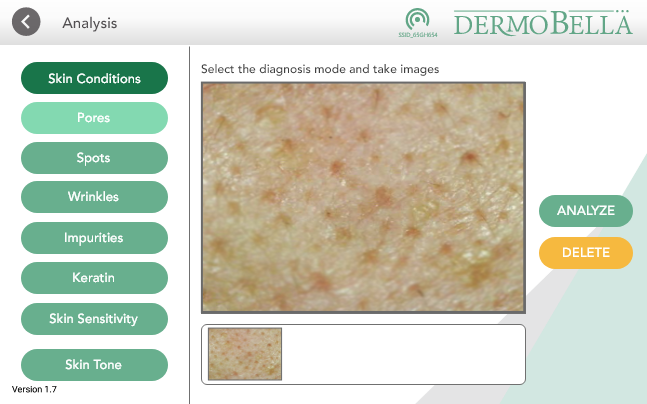 Analysis
SSID_65GH654
DERMOBELLA
Skin Conditions
Pores
Spots
Wrinkles
Impurities
Keratin
Skin Sensitivity
Skin Tone
Version 1.7
Select the diagnosis mode and take images
ANALYZE
DELETE